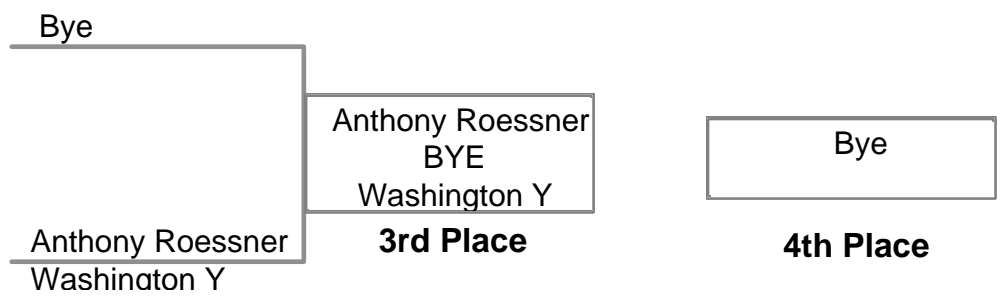 Bye
Anthony Roessner
BYE
Washington Y
3rd Place
Bye
4th Place
Anthony Roessner
Washington Y